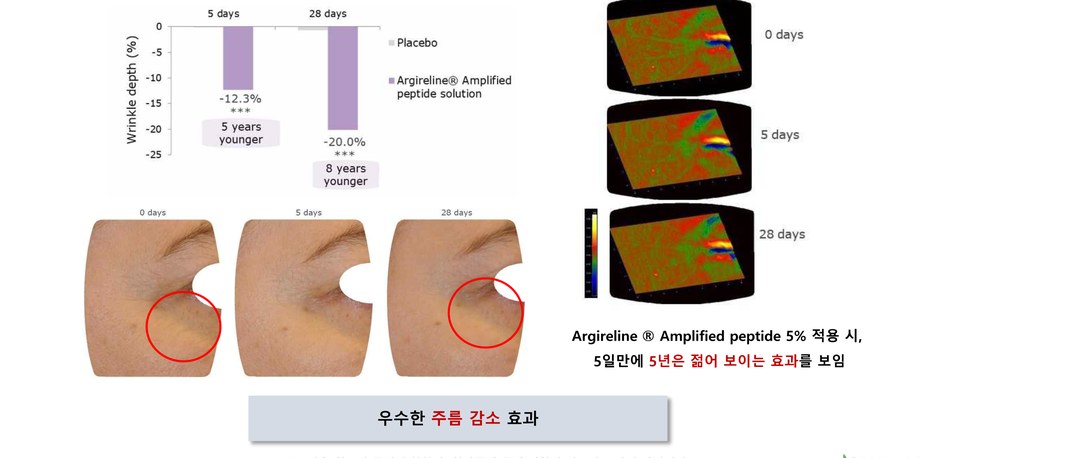 5 days
28 days
Wrinkle depth (%)
0
-5
-10
-15
-20
-25
-12.3%
***
5 years
younger
-20.0%
***
8 years
younger
Placebo
Argireline® Amplified
peptide solution
0 days
5 days
28 days
0 days
5 days
28 days
Argireline ® Amplified peptide 5% 적용 시,
5일만에 5년은 젊어 보이는 효과를 보임
우수한 주름 감소 효과